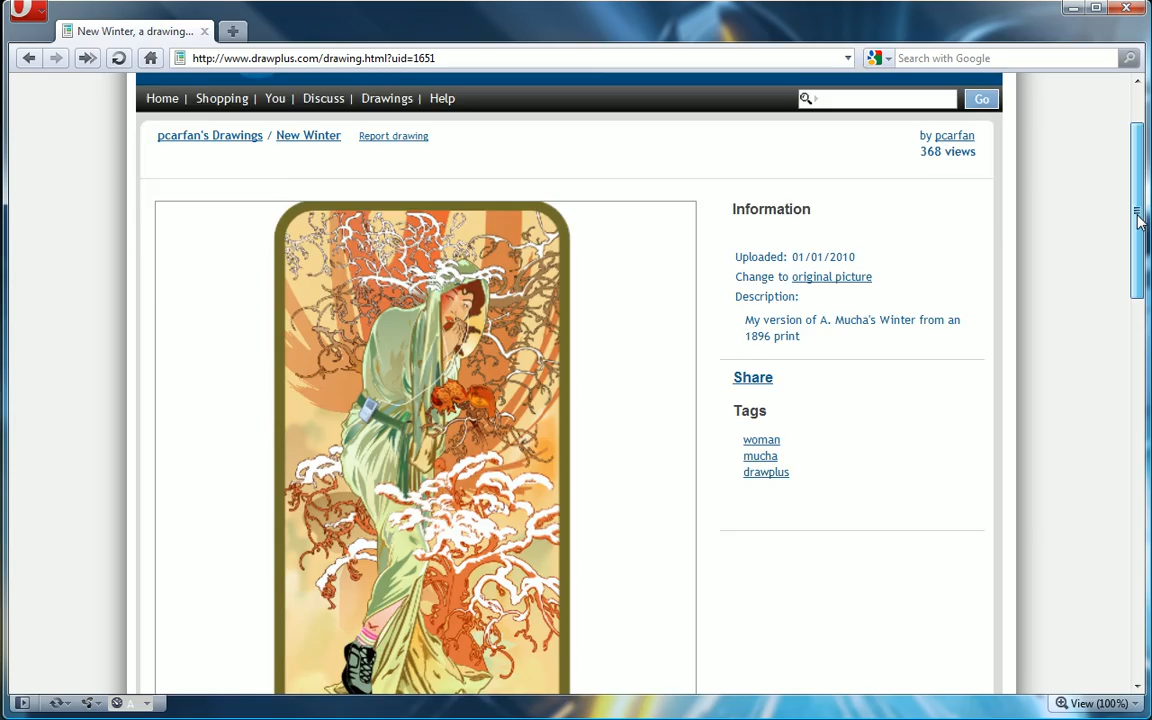 New Winter, a drawing...
http://www.drawplus.com/drawing.html?uid=1651
Search with Google
Home | Shopping | You | Discuss | Drawings | Help
Go
pcarfan's Drawings / New Winter Report drawing
by pcarfan
368 views
Information
Uploaded: 01/01/2010
Change to original picture
Description:
My version of A. Mucha's Winter from an
1896 print
Share
Tags
woman
mucha
drawplus
View (100%)